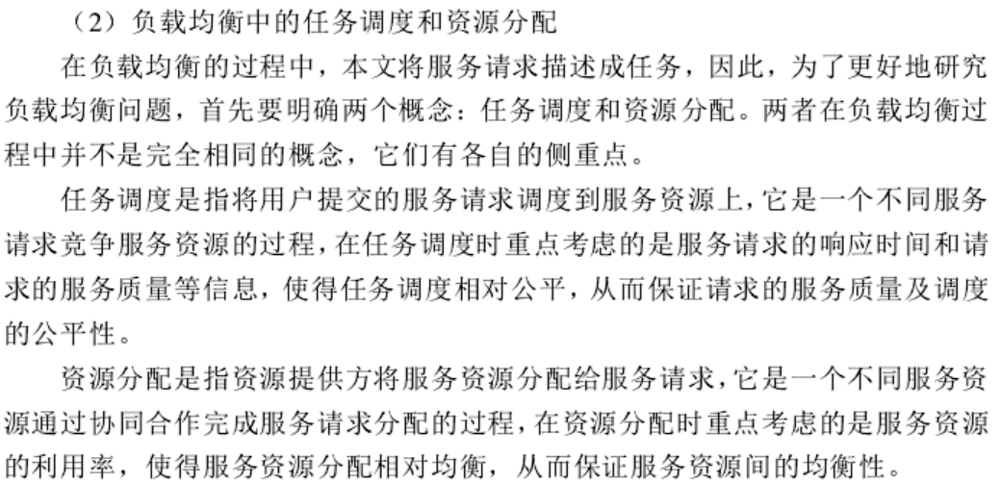 （2）负载均衡中的任务调度和资源分配
在负载均衡的过程中，本文将服务请求描述成任务，因此，为了更好地研究
负载均衡问题，首先要明确两个概念：任务调度和资源分配。两者在负载均衡过
程中并不是完全相同的概念，它们有各自的侧重点。
任务调度是指将用户提交的服务请求调度到服务资源上，它是一个不同服务
请求竞争服务资源的过程，在任务调度时重点考虑的是服务请求的响应时间和请
求的服务质量等信息，使得任务调度相对公平，从而保证请求的服务质量及调度
的公平性。
资源分配是指资源提供方将服务资源分配给服务请求，它是一个不同服务资
源通过协同合作完成服务请求分配的过程，在资源分配时重点考虑的是服务资源
的利用率，使得服务资源分配相对均衡，从而保证服务资源间的均衡性。